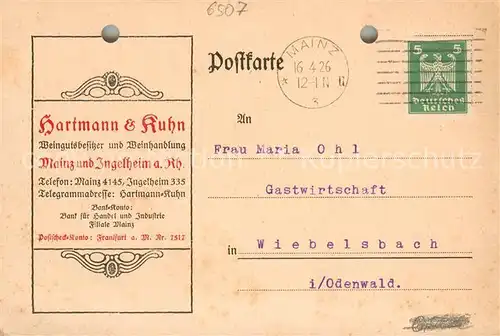 6507
Postkarte
MAINZ
16.4.26
12-1 N
3
5 5
Deutsches
Reich
Hartmann & Kuhn
Weingutsbesitzer und Weinhandlung
Mainz und Ingelheim a. Rh.
Telefon: Mainz 4145, Ingelheim 335
Telegrammadresse: Hartmann-Kuhn
Bank-Konto:
Bank für Handel und Industrie
Filiale Mainz
Postscheck-Konto: Frankfurt a. M. Nr. 7517
An
Frau Maria Ohl
Gastwirtschaft
in Wiebelsbach
i/Odenwald.